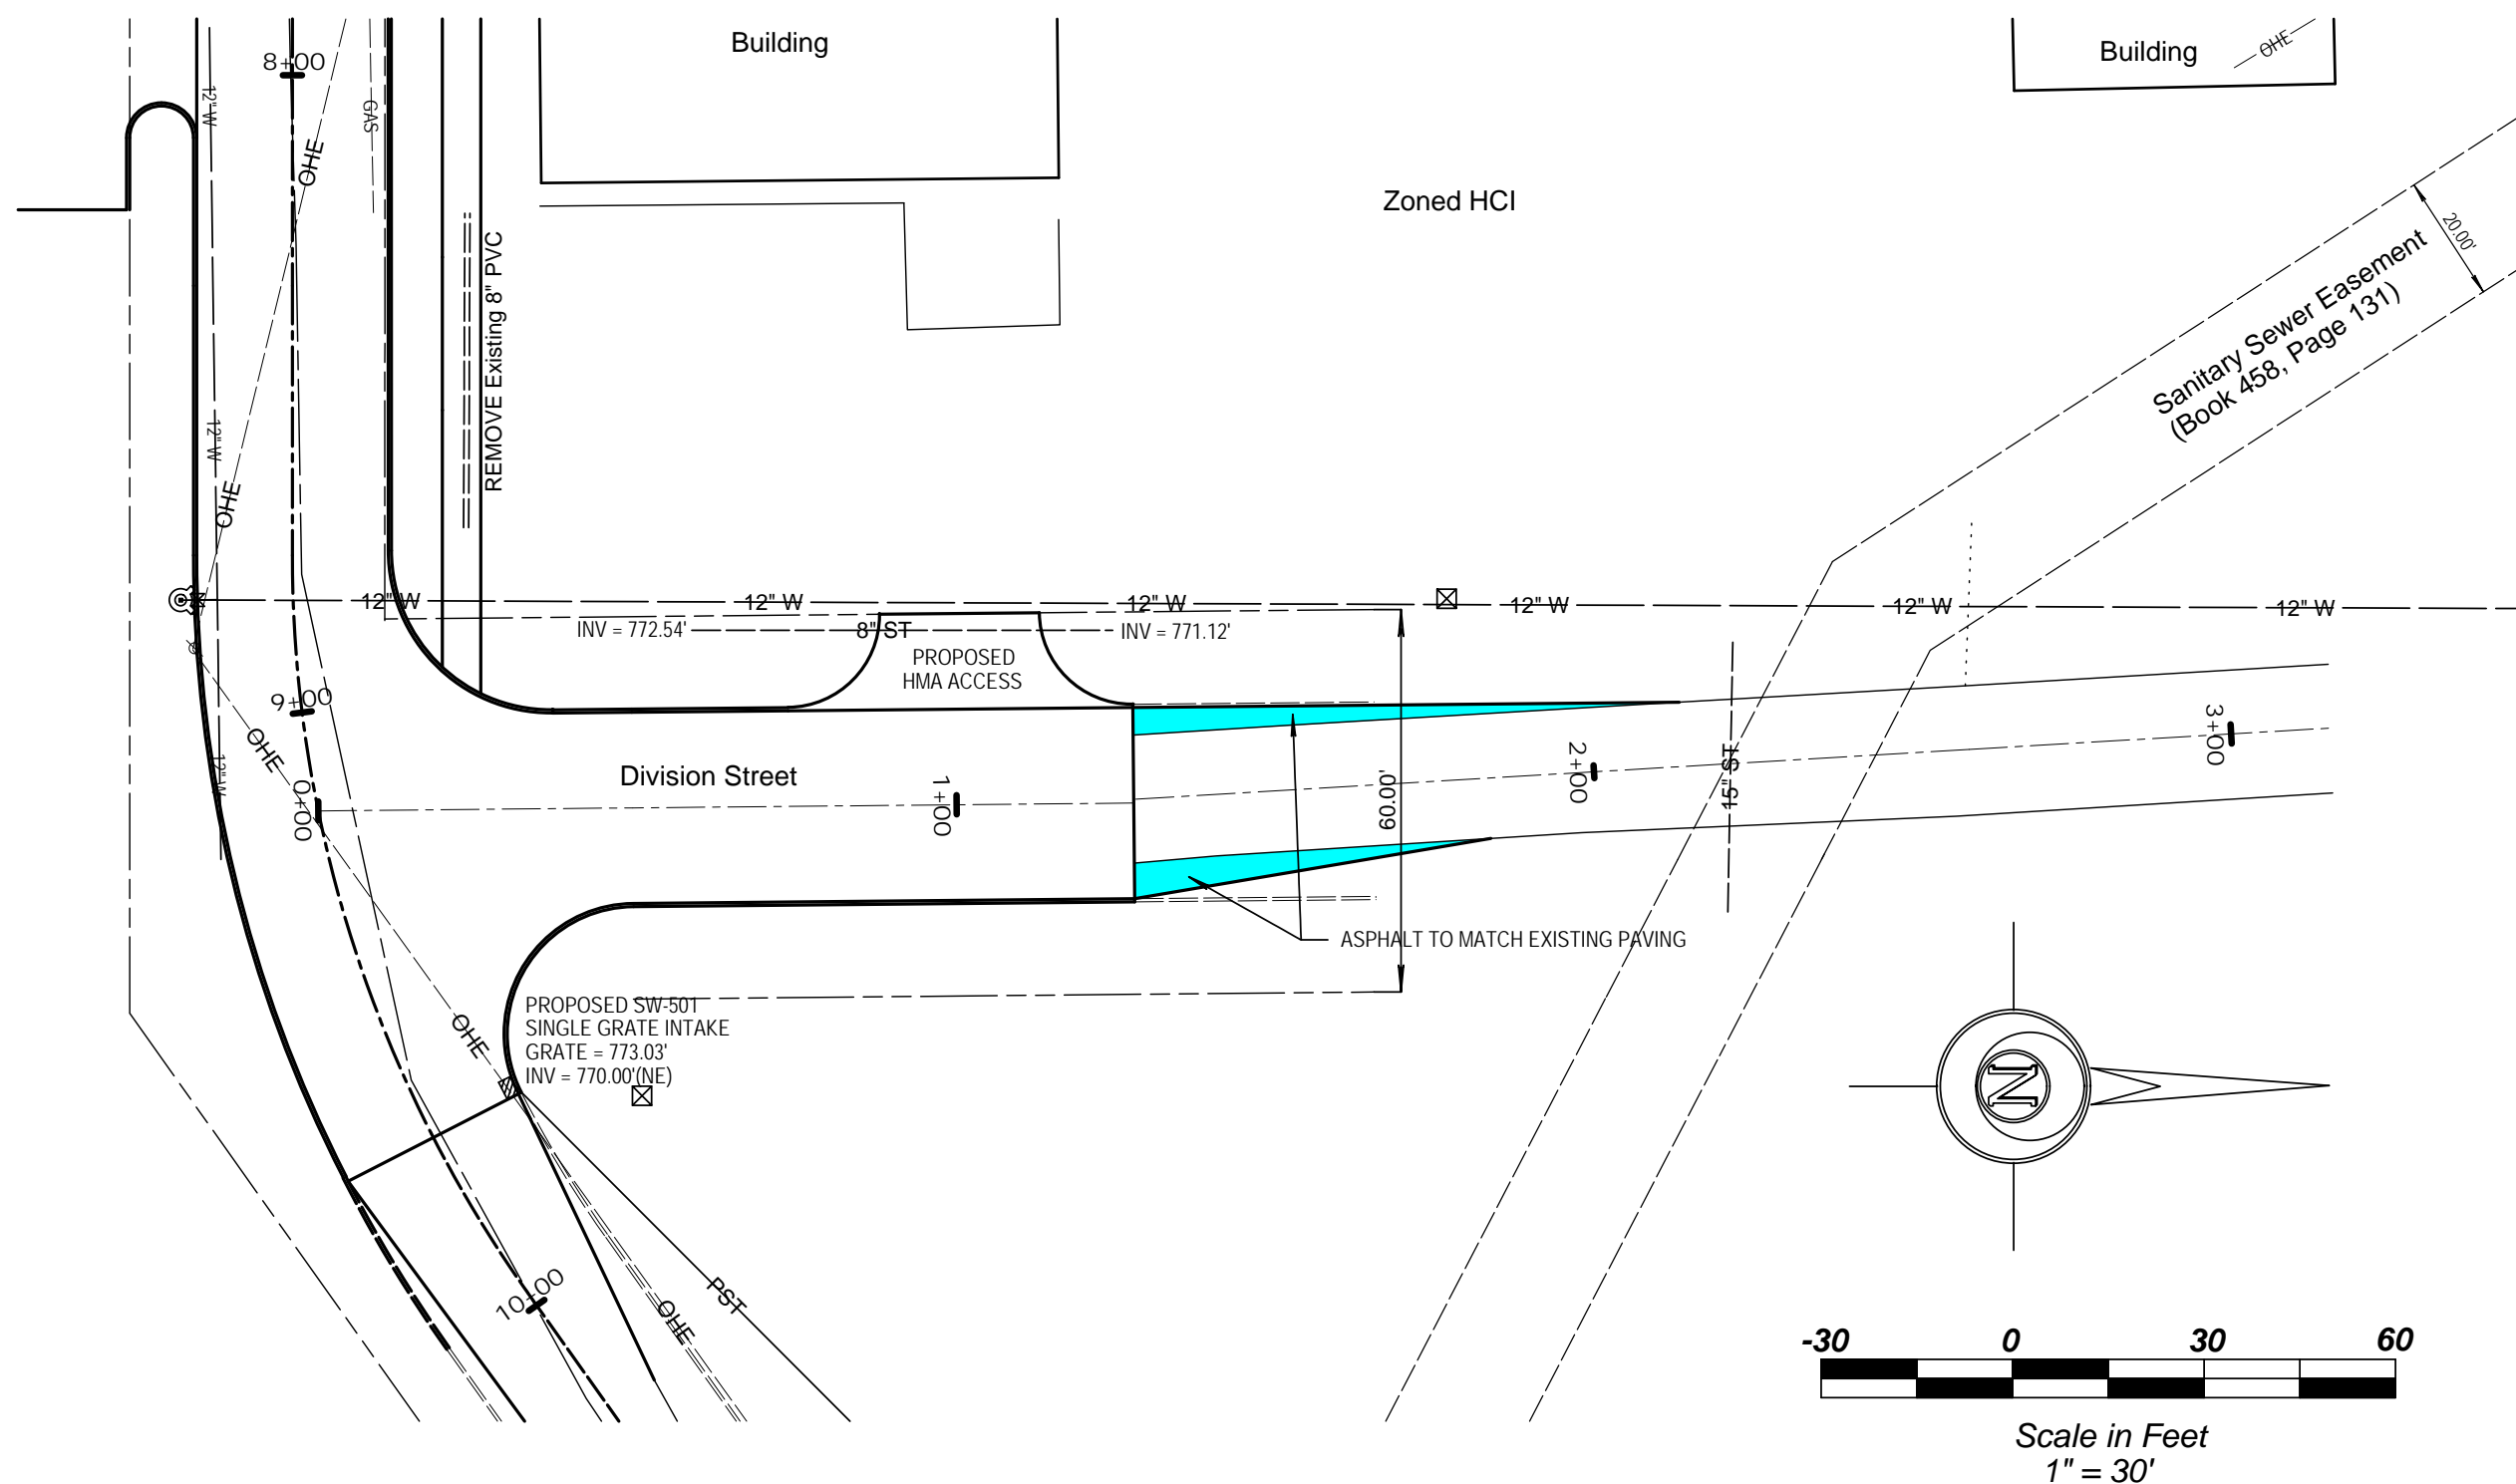 Building
Building
OHE
8+00
12" W
GAS
OHE
Zoned HCI
20.00'
REMOVE Existing 8" PVC
Sanitary Sewer Easement
(Book 458, Page 131)
12" W
OHE
12" W
12" W
12" W
12" W
12" W
12" W
INV = 772.54'
8" ST
INV = 771.12'
PROPOSED
HMA ACCESS
9+00
OHE
12" W
0+00
Division Street
1+00
60.00'
2+00
15" ST
3+00
ASPHALT TO MATCH EXISTING PAVING
OHE
PROPOSED SW-501
SINGLE GRATE INTAKE
GRATE = 773.03'
INV = 770.00'(NE)
N
10+00
OHE
PST
-30 0 30 60
Scale in Feet
1" = 30'